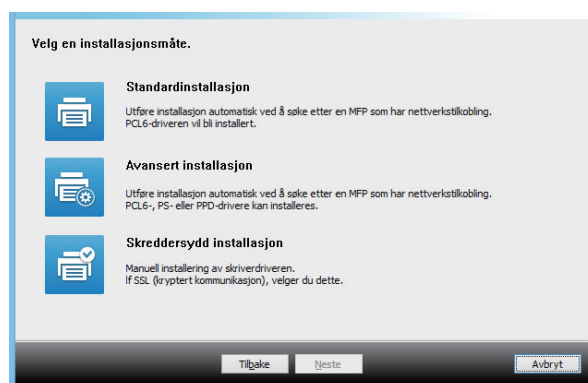 Velg en installasjonsmåte.
Standardinstallasjon
Utføre installasjon automatisk ved å søke etter en MFP som har nettverkstilkobling.
PCL6-driveren vil bli installert.
Avansert installasjon
Utføre installasjon automatisk ved å søke etter en MFP som har nettverkstilkobling.
PCL6-, PS- eller PPD-drivere kan installeres.
Skreddersydd installasjon
Manuell installering av skriverdriveren.
If SSL (kryptert kommunikasjon), velger du dette.
Tilbake Neste Avbryt